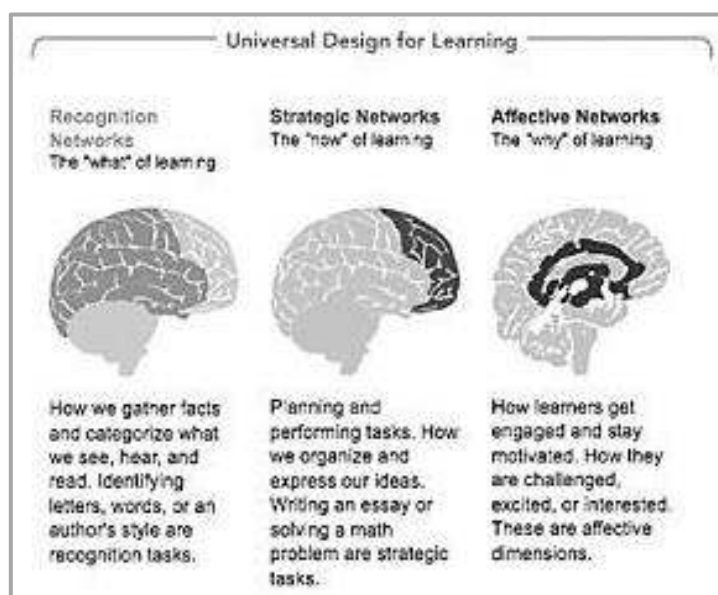 Universal Design for Learning
Recognition
Networks
The "what" of learning
How we gather facts
and categorize what
we see, hear, and
read. Identifying
letters, words, or an
author's style are
recognition tasks.
Strategic Networks
The "now" of learning
Planning and
performing tasks. How
we organize and
express our ideas.
Writing an essay or
solving a math
problem are strategic
tasks.
Affective Networks
The "why" of learning
How learners get
engaged and stay
motivated. How they
are challenged,
excited, or interested.
These are affective
dimensions.